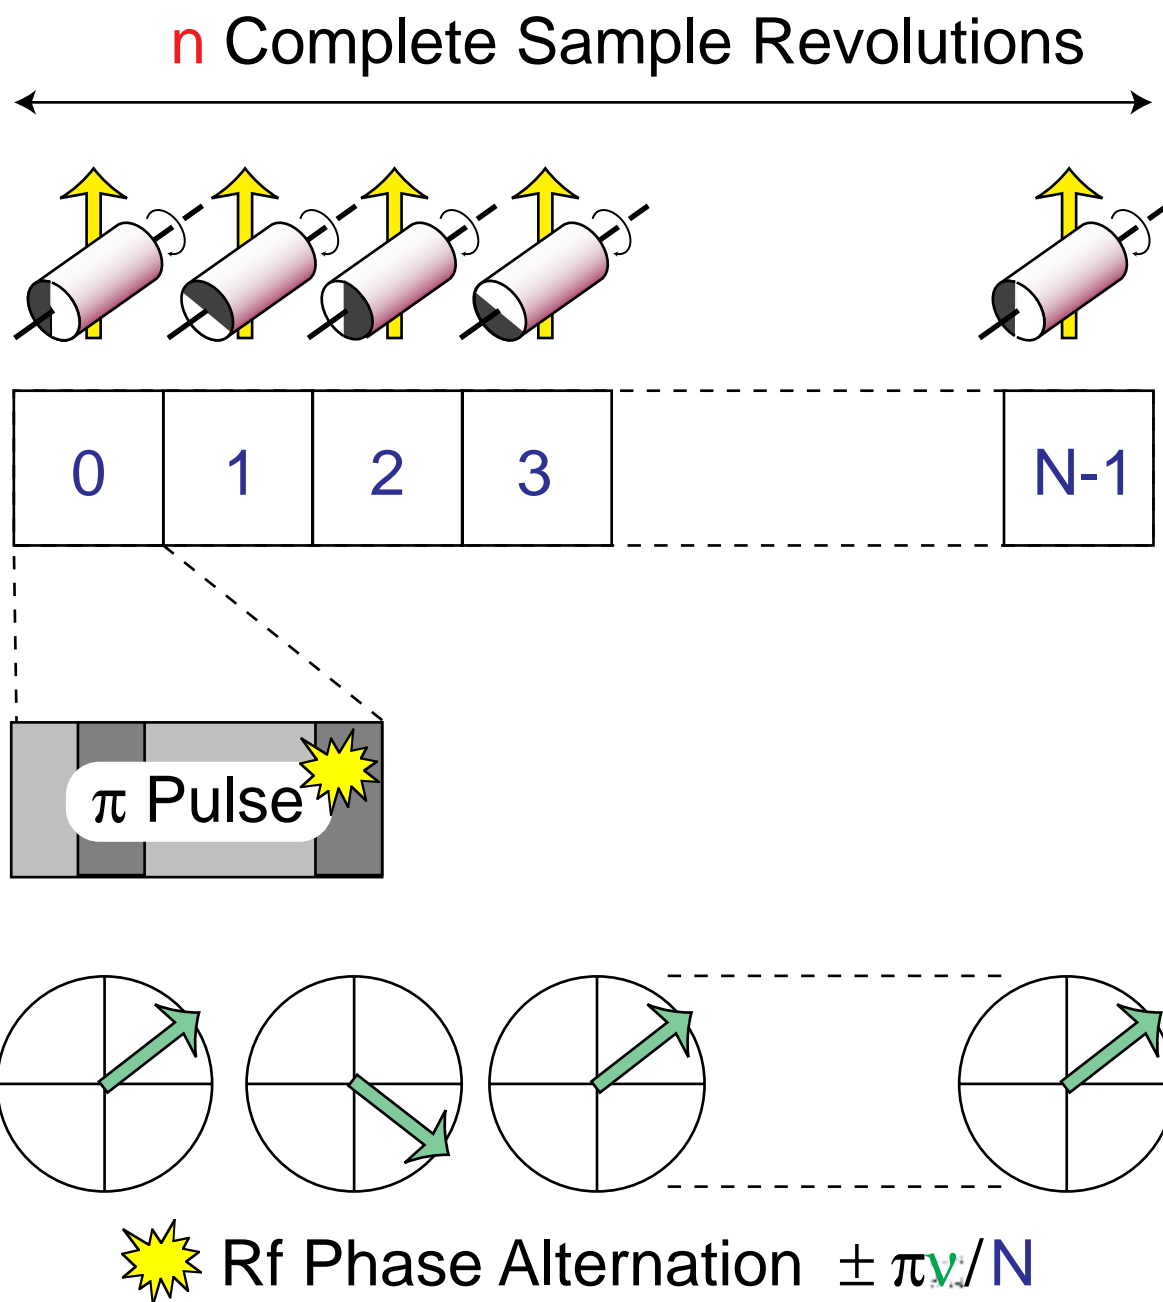 n Complete Sample Revolutions
0 1 2 3 N-1
π Pulse
Rf Phase Alternation ± πν/N